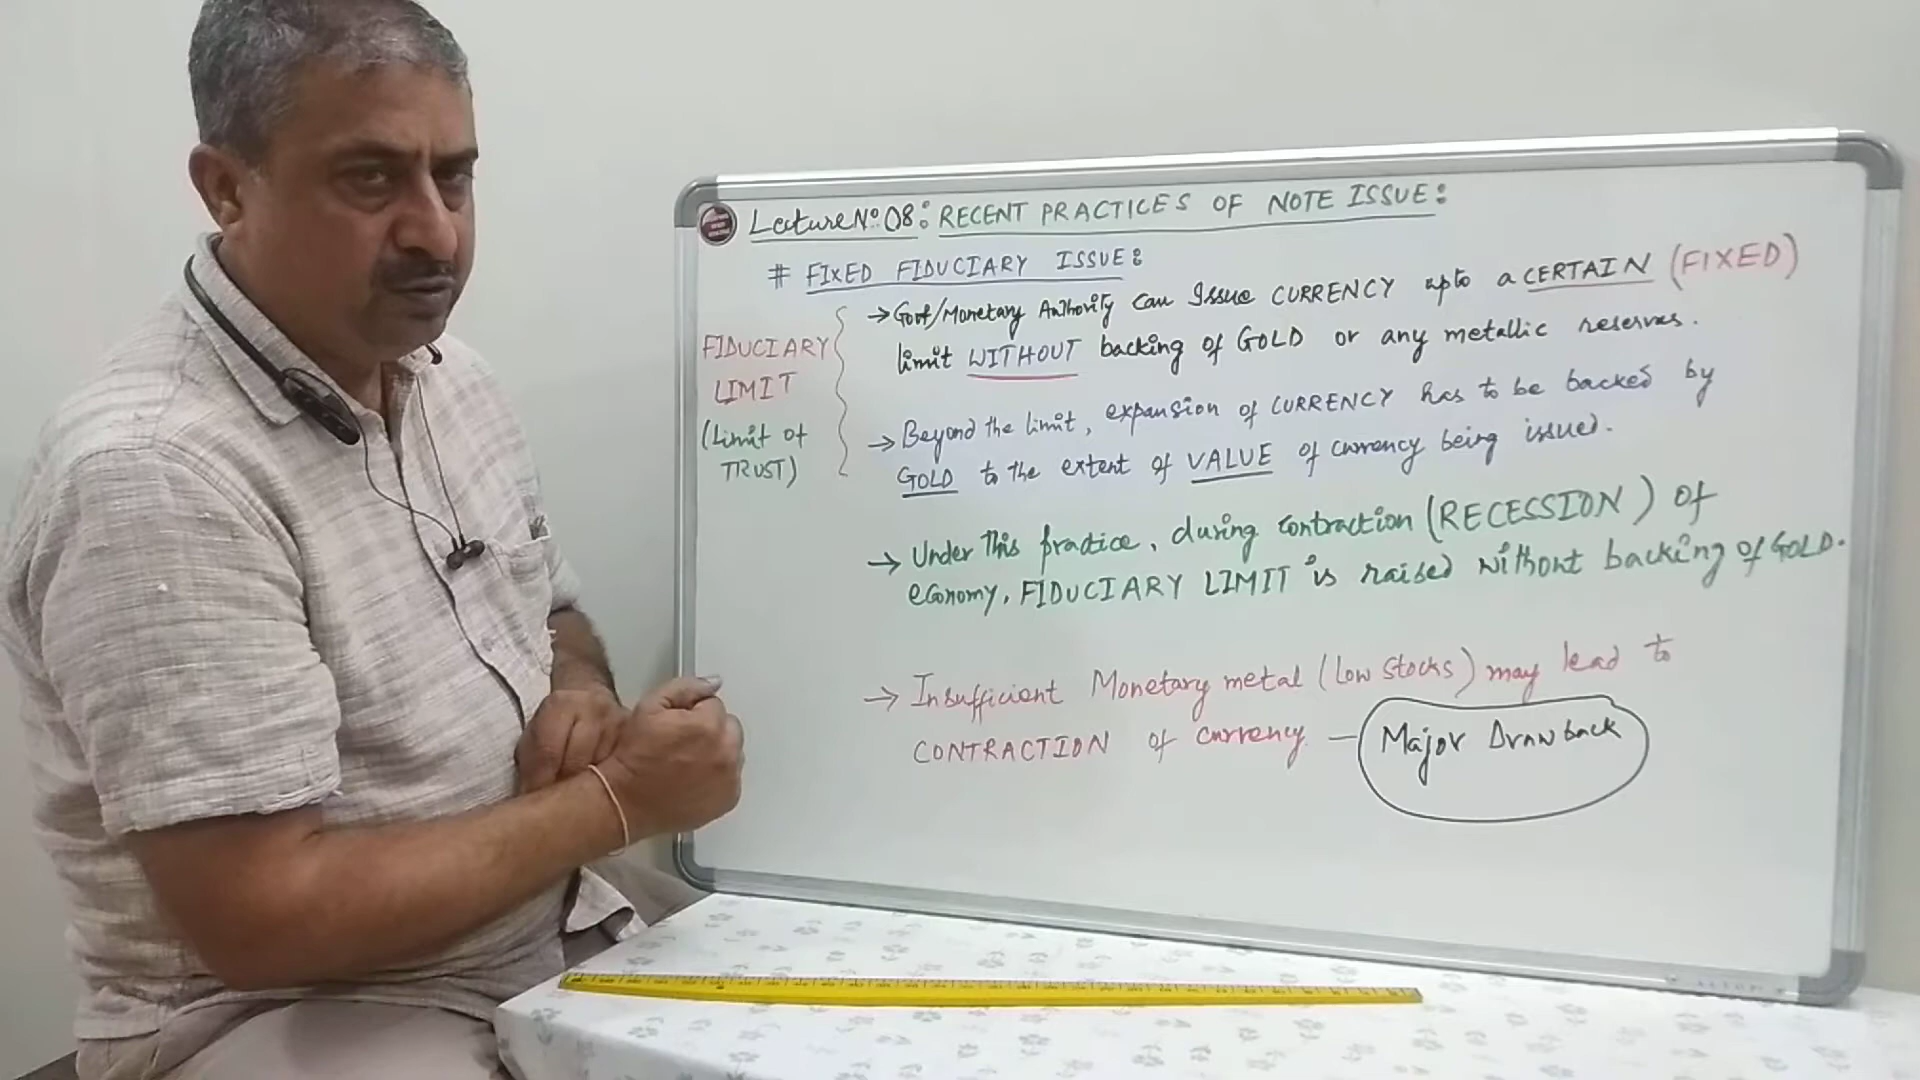 Lecture No. 08: RECENT PRACTICES OF NOTE ISSUE:
# FIXED FIDUCIARY ISSUE:
FIDUCIARY
LIMIT
(Limit of
TRUST)
→ Govt/Monetary Authority can Issue CURRENCY upto a CERTAIN (FIXED)
limit WITHOUT backing of GOLD or any metallic reserves.
→ Beyond the limit, expansion of CURRENCY has to be backed by
GOLD to the extent of VALUE of currency being issued.
→ Under this practice, during contraction (RECESSION) of
economy, FIDUCIARY LIMIT is raised without backing of GOLD.
→ Insufficient Monetary metal (Low stocks) may lead to
CONTRACTION of currency — Major Drawback